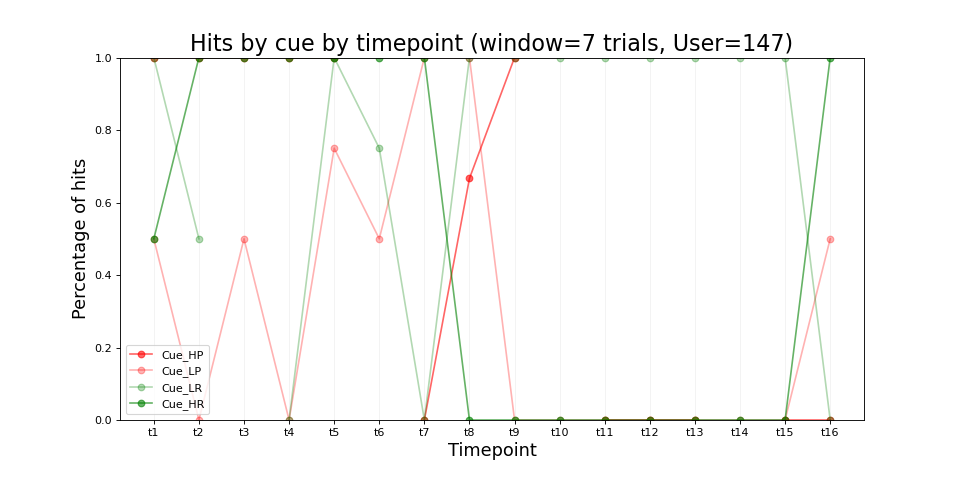 Hits by cue by timepoint (window=7 trials, User=147)
Percentage of hits
1.0
0.8
0.6
0.4
0.2
0.0
Cue_HP
Cue_LP
Cue_LR
Cue_HR
t1 t2 t3 t4 t5 t6 t7 t8 t9 t10 t11 t12 t13 t14 t15 t16
Timepoint